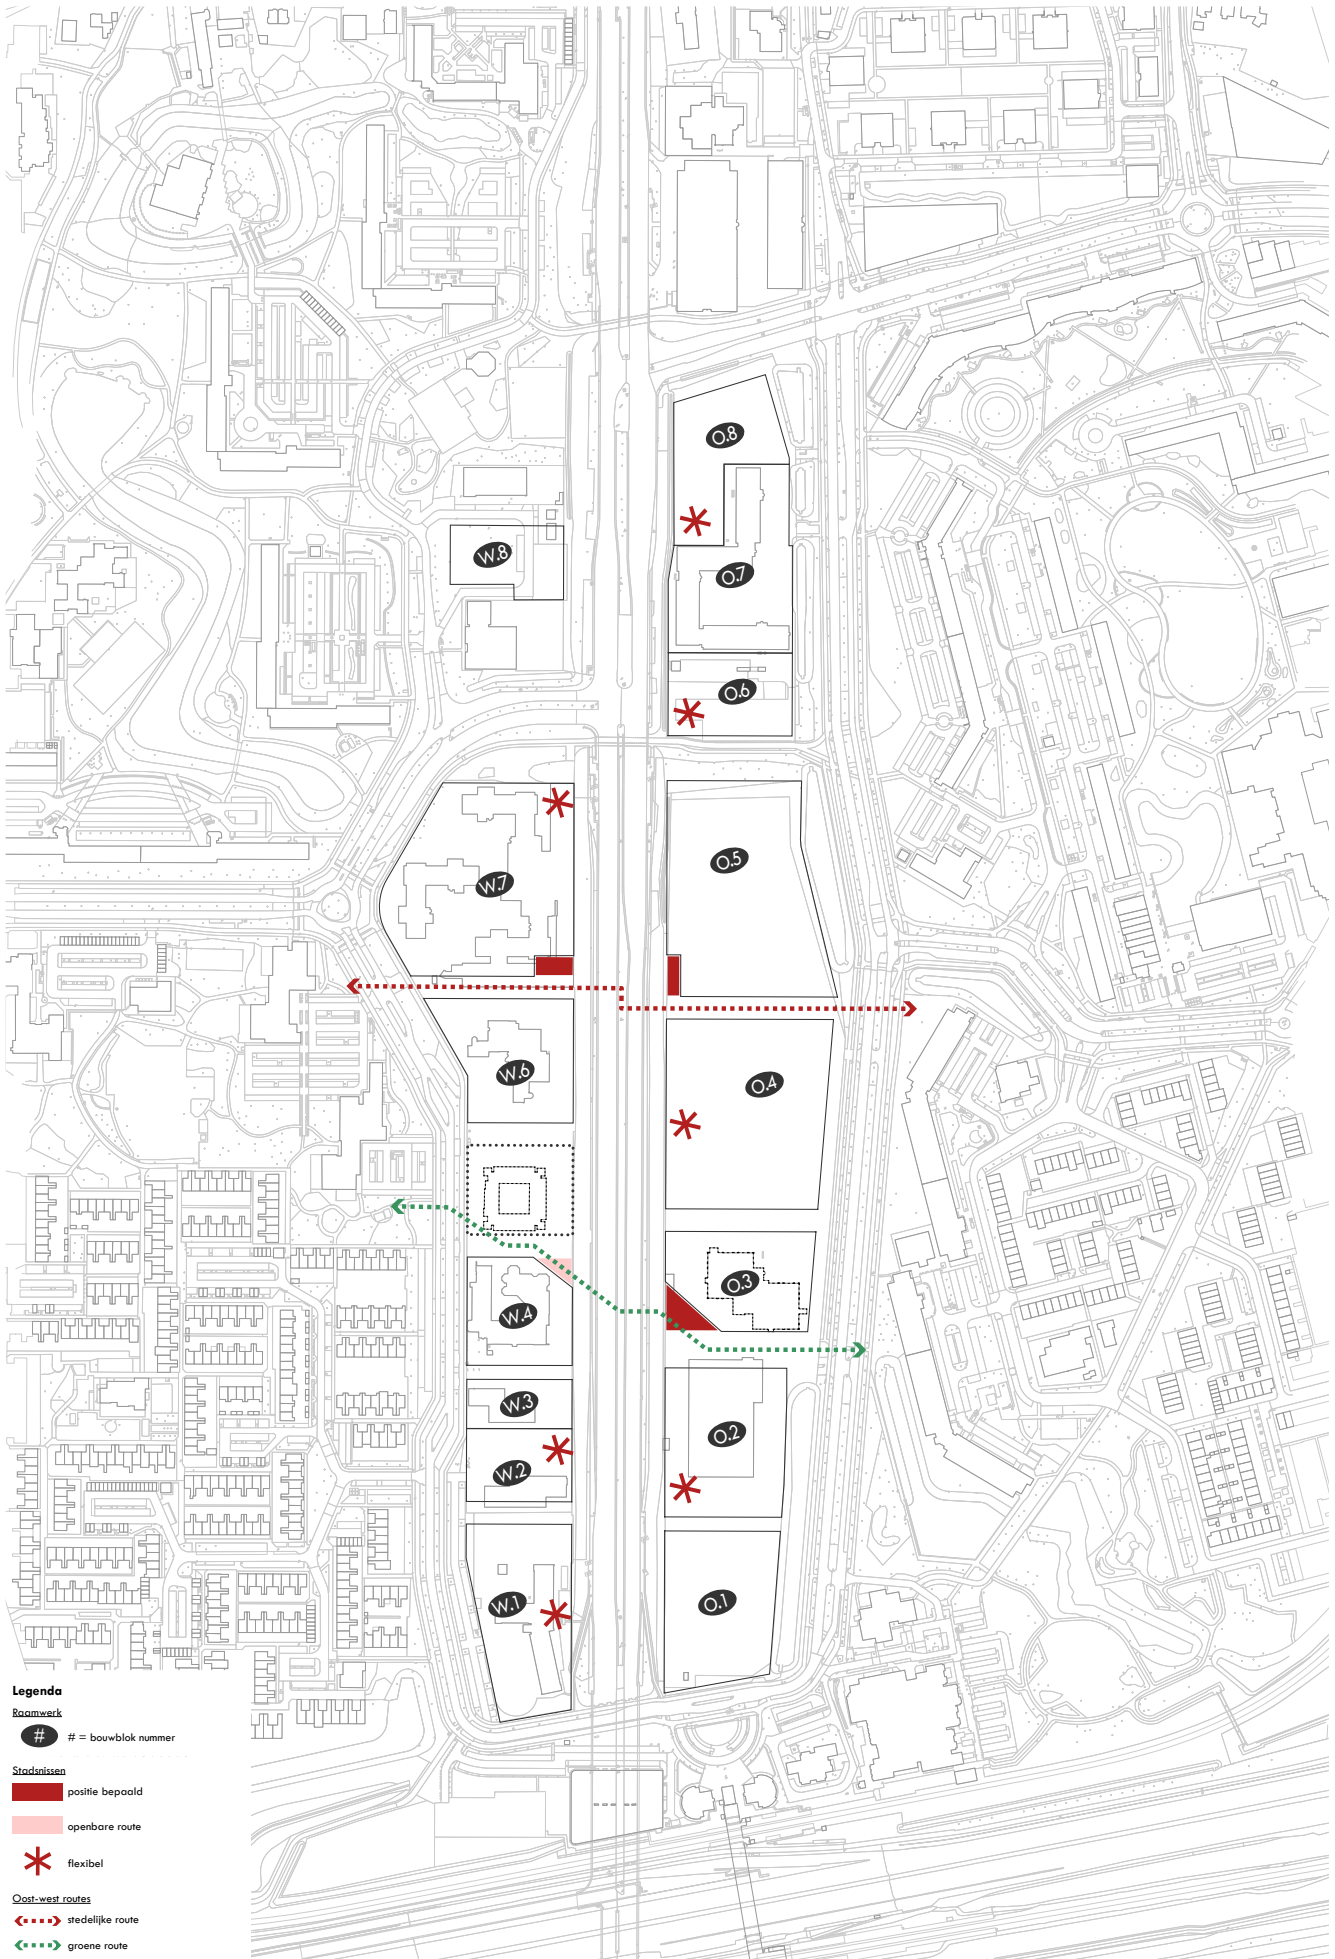 O.8
W.8
O.7
O.6
O.5
W.7
W.6
O.4
O.3
W.4
W.3
O.2
W.2
W.1
O.1
Legenda
Raamwerk
# # = bouwblok nummer
Stadsnissen
positie bepaald
openbare route
flexibel
Oost-west routes
stedelijke route
groene route